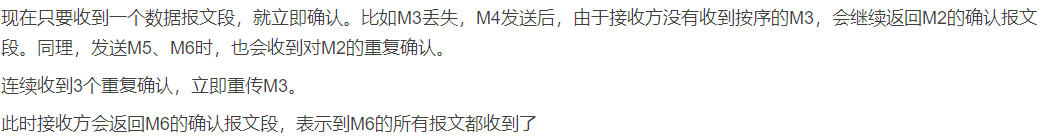 现在只要收到一个数据报文段，就立即确认。比如M3丢失，M4发送后，由于接收方没有收到按序的M3，会继续返回M2的确认报文
段。同理，发送M5、M6时，也会收到对M2的重复确认。
连续收到3个重复确认，立即重传M3。
此时接收方会返回M6的确认报文段，表示到M6的所有报文都收到了